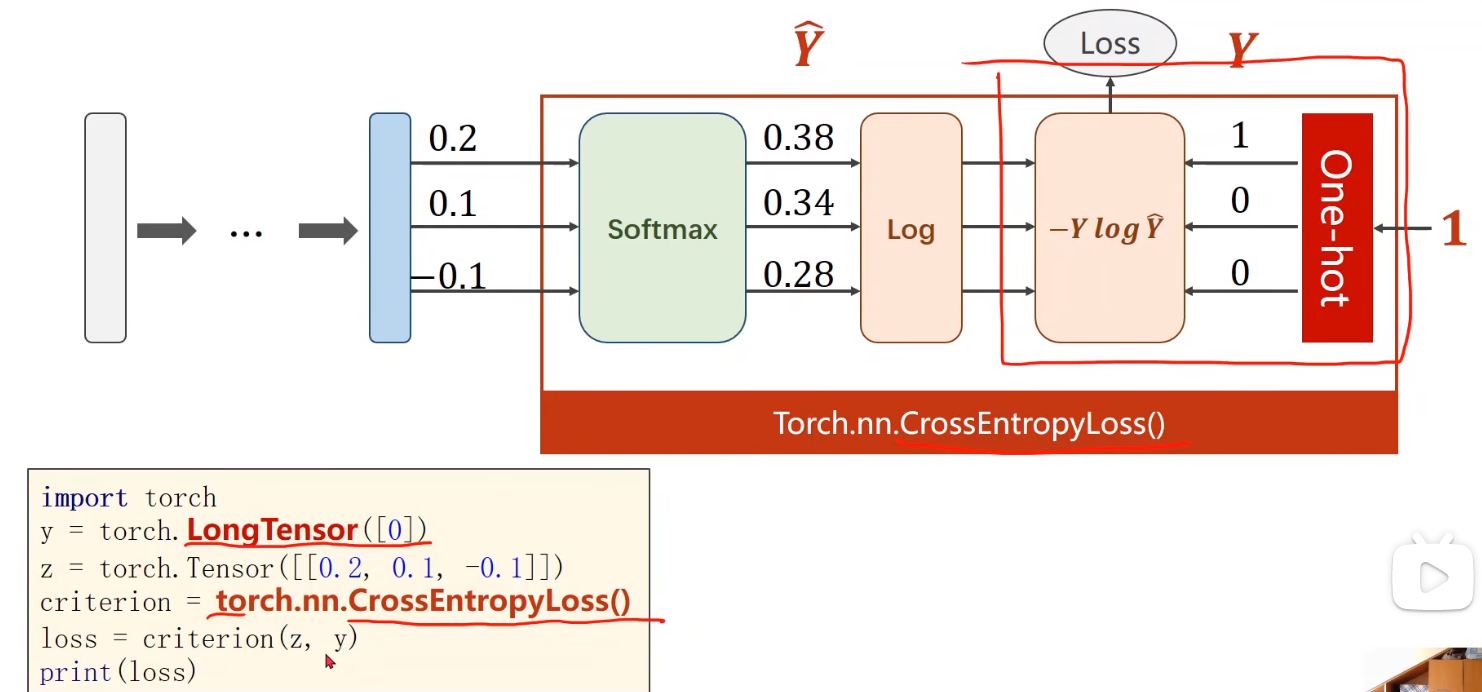 Ŷ
Loss
Y
0.2
0.1
−0.1
Softmax
0.38
0.34
0.28
Log
−Y log Ŷ
1
0
0
One-hot
1
...
Torch.nn.CrossEntropyLoss()
import torch
y = torch.LongTensor([0])
z = torch.Tensor([[0.2, 0.1, -0.1]])
criterion = torch.nn.CrossEntropyLoss()
loss = criterion(z, y)
print(loss)